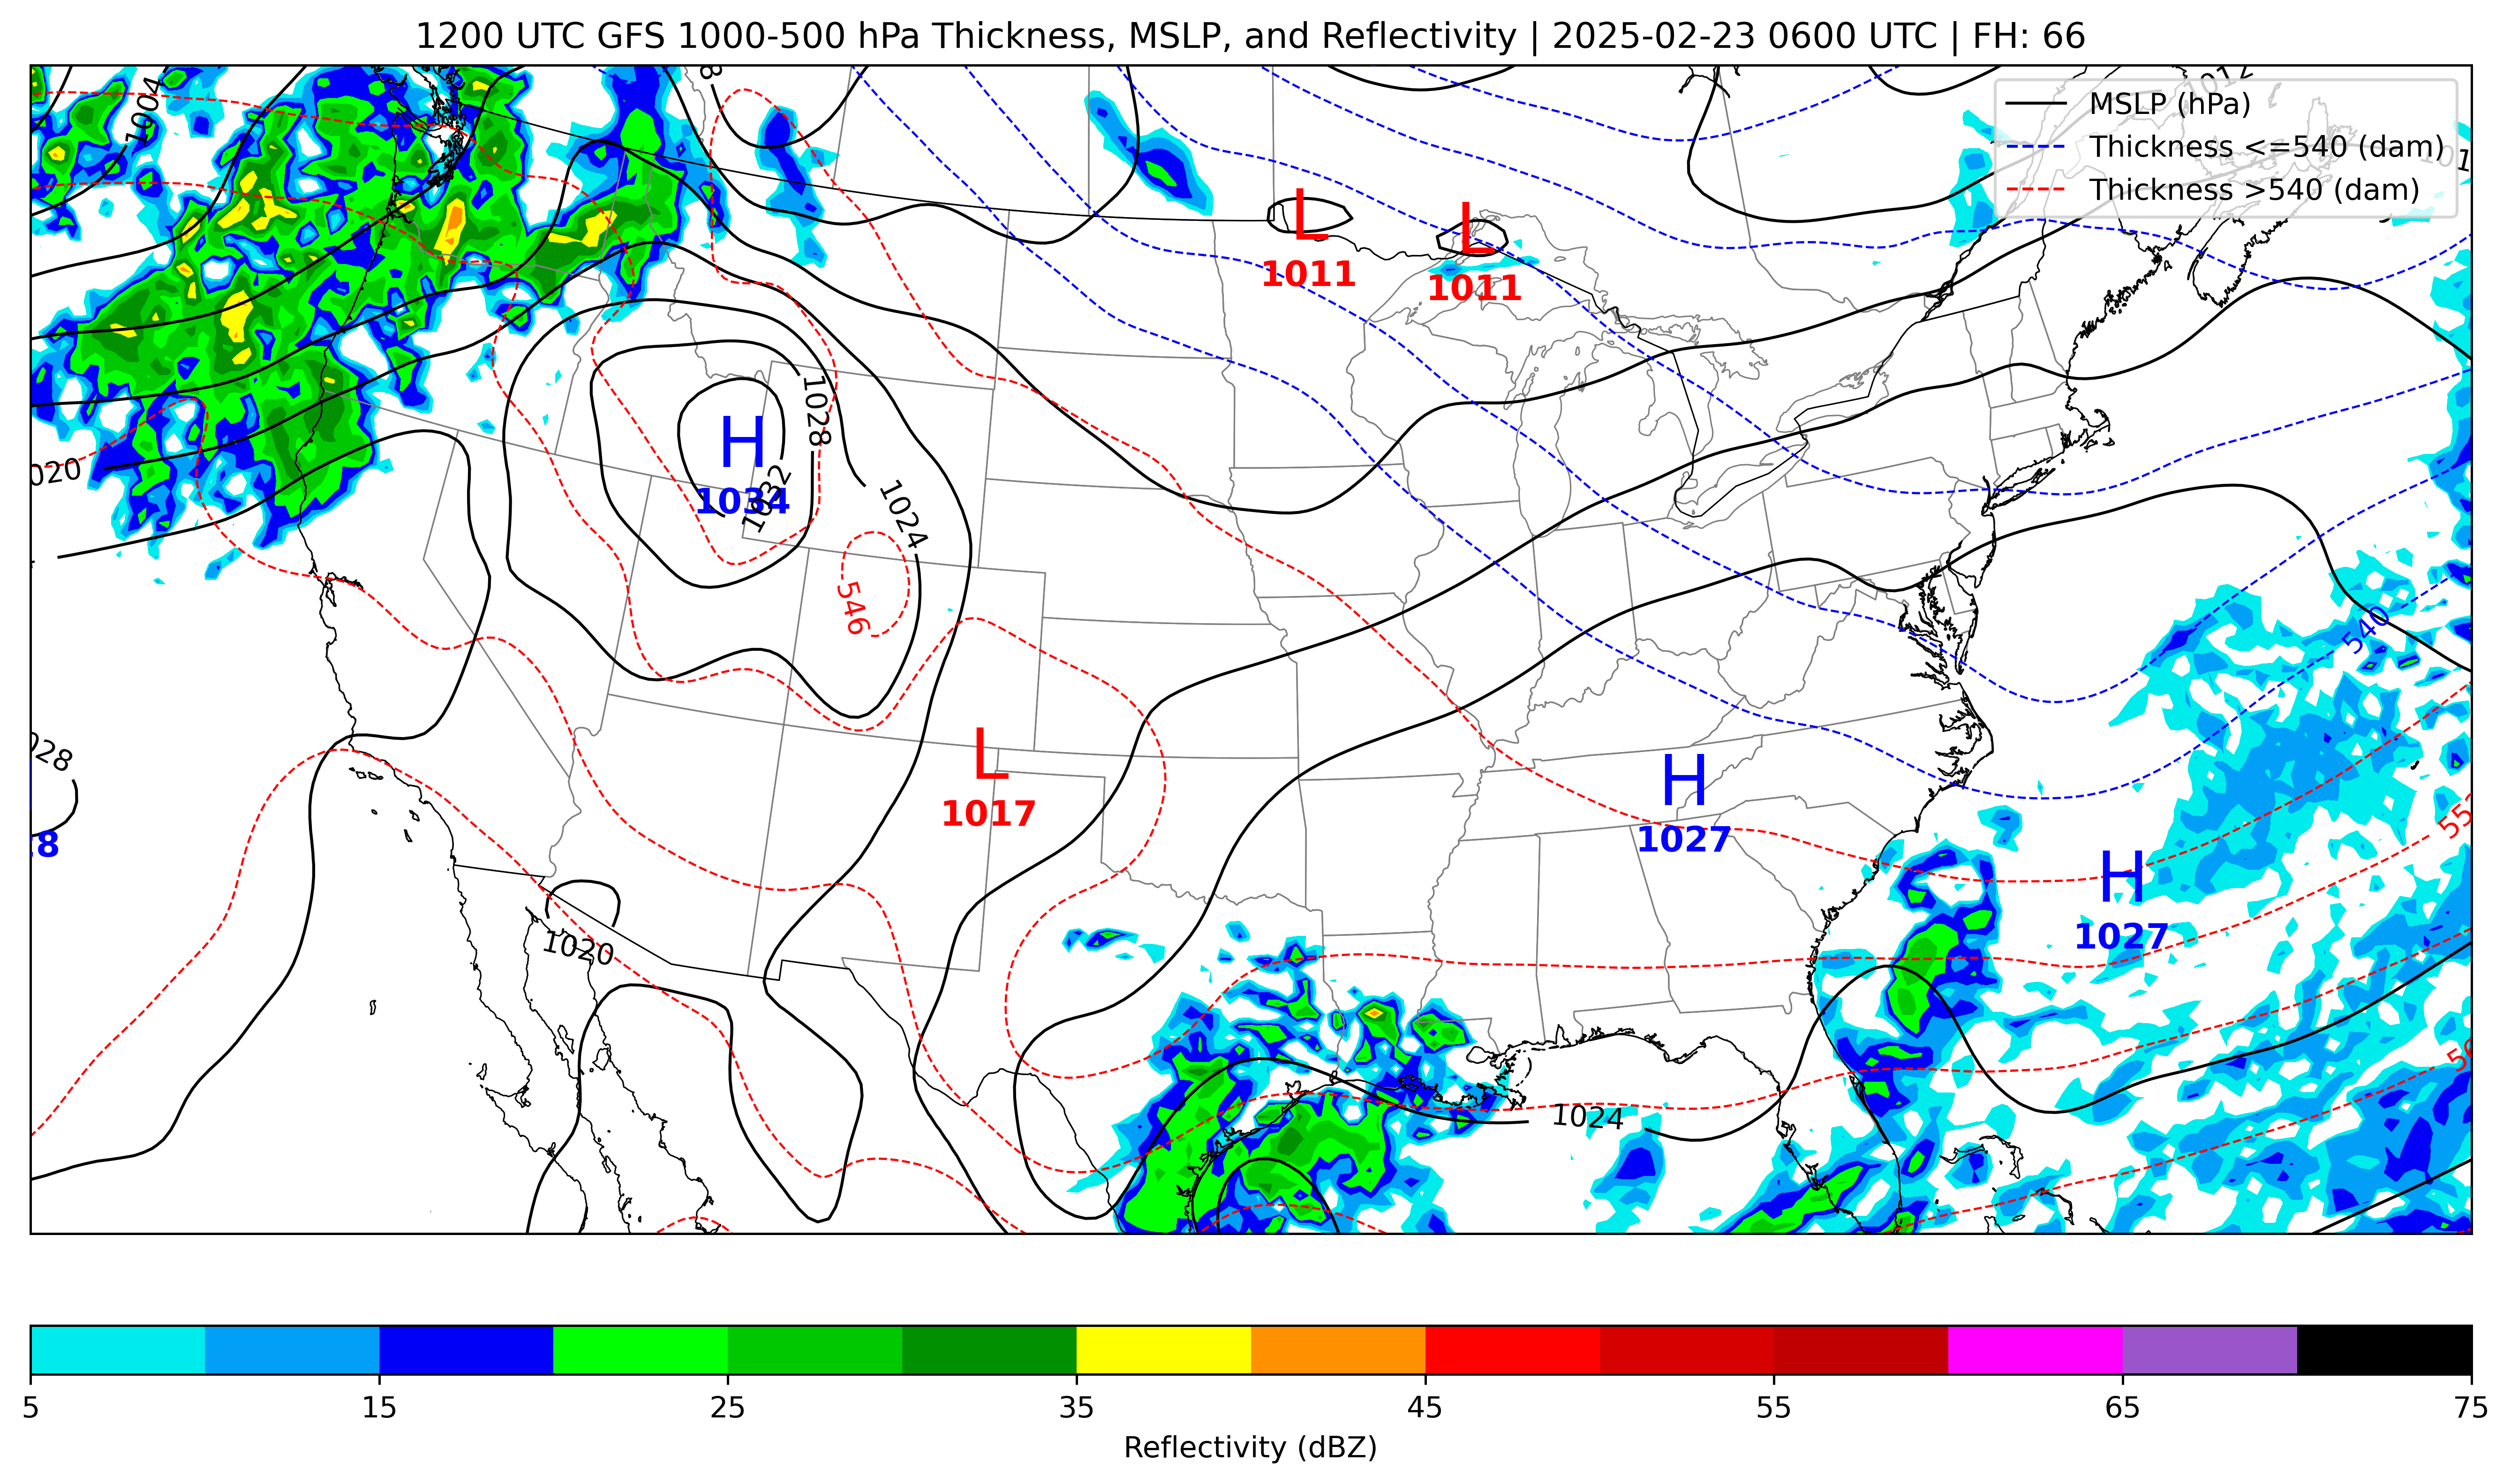 1200 UTC GFS 1000-500 hPa Thickness, MSLP, and Reflectivity | 2025-02-23 0600 UTC | FH: 66
MSLP (hPa)
Thickness <=540 (dam)
Thickness >540 (dam)
1004
1012
L
1011
L
1011
1028
H
1034
1032
1024
020
546
540
028
8
L
1017
H
1027
H
1027
1020
1024
5 15 25 35 45 55 65 75
Reflectivity (dBZ)